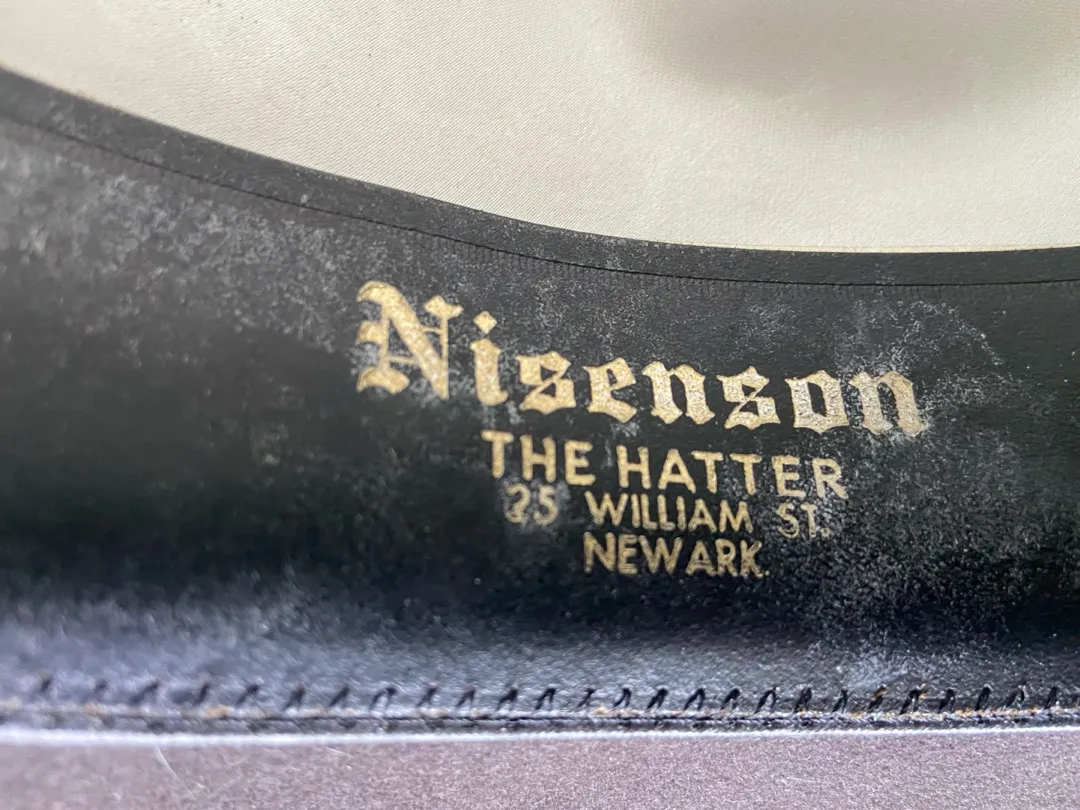 Nisenson
THE HATTER
25 WILLIAM ST.
NEWARK